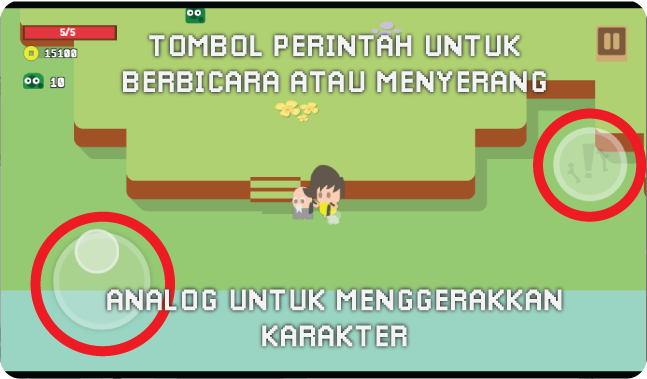 5/5
15100
10
TOMBOL PERINTAH UNTUK
BERBICARA ATAU MENYERANG
ANALOG UNTUK MENGGERAKKAN
KARAKTER